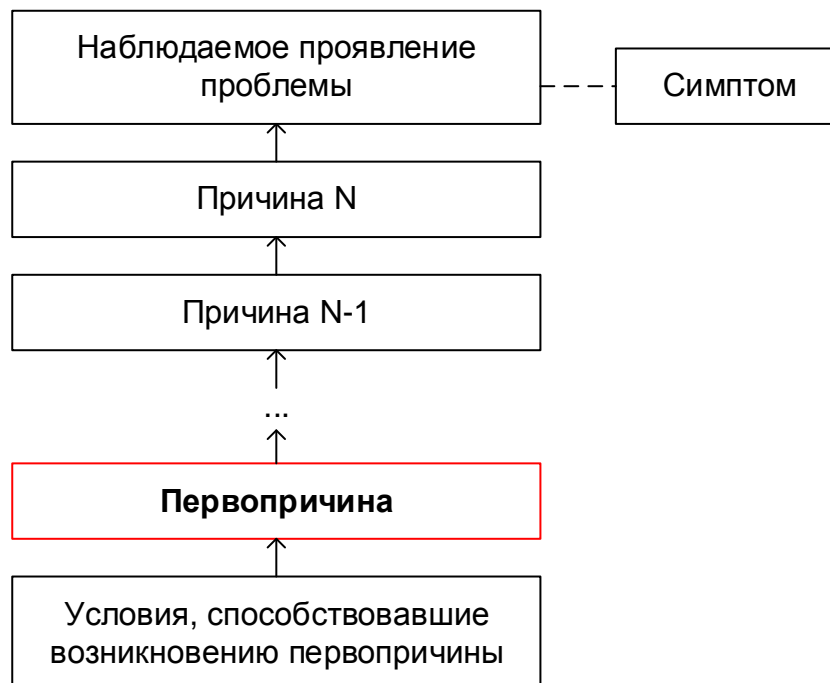 Наблюдаемое проявление
проблемы
Симптом
Причина N
Причина N-1
...
Первопричина
Условия, способствовавшие
возникновению первопричины